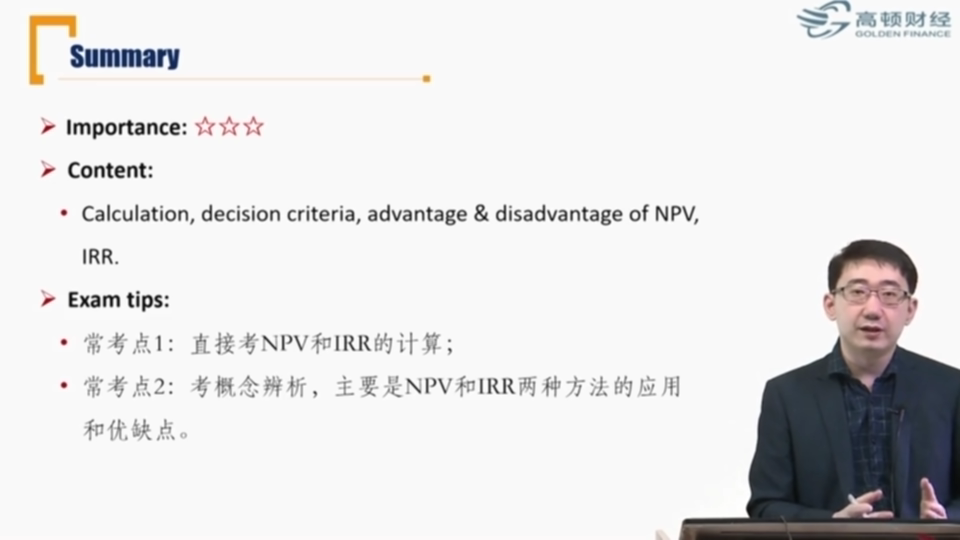 Summary
高顿财经
GOLDEN FINANCE
Importance: ☆☆☆
Content:
Calculation, decision criteria, advantage & disadvantage of NPV,
IRR.
Exam tips:
常考点1：直接考NPV和IRR的计算；
常考点2：考概念辨析，主要是NPV和IRR两种方法的应用
和优缺点。